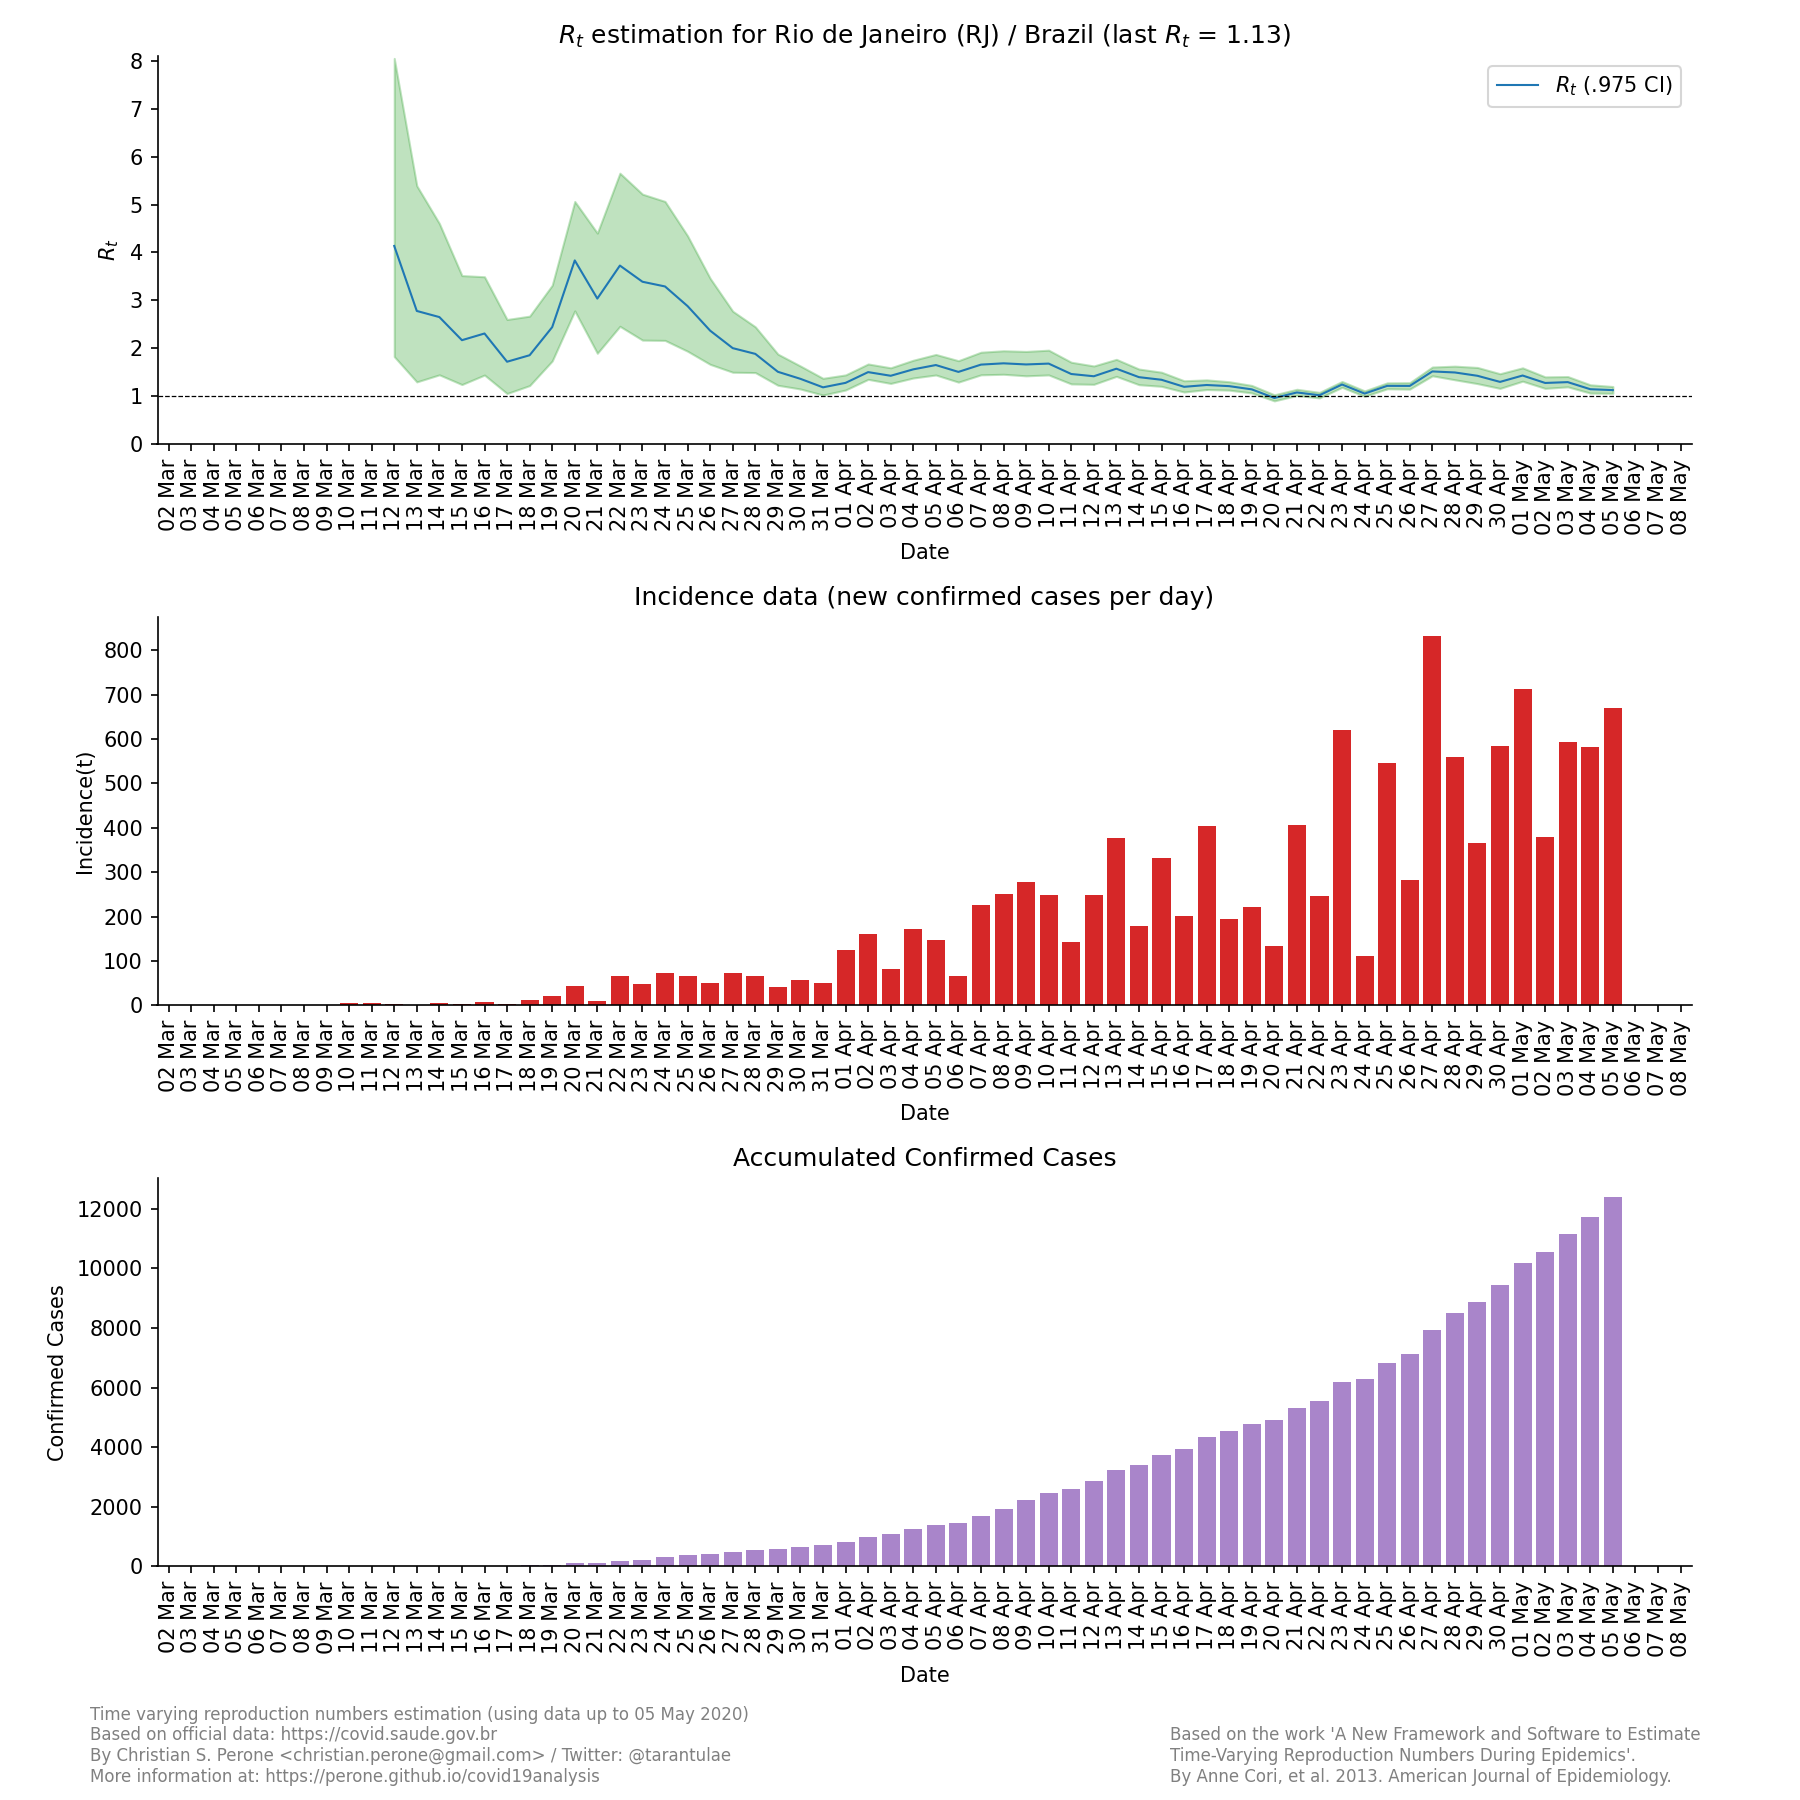 Rt estimation for Rio de Janeiro (RJ) / Brazil (last Rt = 1.13)
Rt (.975 CI)
Rt
8
7
6
5
4
3
2
1
0
02 Mar
03 Mar
04 Mar
05 Mar
06 Mar
07 Mar
08 Mar
09 Mar
10 Mar
11 Mar
12 Mar
13 Mar
14 Mar
15 Mar
16 Mar
17 Mar
18 Mar
19 Mar
20 Mar
21 Mar
22 Mar
23 Mar
24 Mar
25 Mar
26 Mar
27 Mar
28 Mar
29 Mar
30 Mar
31 Mar
01 Apr
02 Apr
03 Apr
04 Apr
05 Apr
06 Apr
07 Apr
08 Apr
09 Apr
10 Apr
11 Apr
12 Apr
13 Apr
14 Apr
15 Apr
16 Apr
17 Apr
18 Apr
19 Apr
20 Apr
21 Apr
22 Apr
23 Apr
24 Apr
25 Apr
26 Apr
27 Apr
28 Apr
29 Apr
30 Apr
01 May
02 May
03 May
04 May
05 May
06 May
07 May
08 May
Date
Incidence data (new confirmed cases per day)
Incidence(t)
800
700
600
500
400
300
200
100
0
02 Mar
03 Mar
04 Mar
05 Mar
06 Mar
07 Mar
08 Mar
09 Mar
10 Mar
11 Mar
12 Mar
13 Mar
14 Mar
15 Mar
16 Mar
17 Mar
18 Mar
19 Mar
20 Mar
21 Mar
22 Mar
23 Mar
24 Mar
25 Mar
26 Mar
27 Mar
28 Mar
29 Mar
30 Mar
31 Mar
01 Apr
02 Apr
03 Apr
04 Apr
05 Apr
06 Apr
07 Apr
08 Apr
09 Apr
10 Apr
11 Apr
12 Apr
13 Apr
14 Apr
15 Apr
16 Apr
17 Apr
18 Apr
19 Apr
20 Apr
21 Apr
22 Apr
23 Apr
24 Apr
25 Apr
26 Apr
27 Apr
28 Apr
29 Apr
30 Apr
01 May
02 May
03 May
04 May
05 May
06 May
07 May
08 May
Date
Accumulated Confirmed Cases
Confirmed Cases
12000
10000
8000
6000
4000
2000
0
02 Mar
03 Mar
04 Mar
05 Mar
06 Mar
07 Mar
08 Mar
09 Mar
10 Mar
11 Mar
12 Mar
13 Mar
14 Mar
15 Mar
16 Mar
17 Mar
18 Mar
19 Mar
20 Mar
21 Mar
22 Mar
23 Mar
24 Mar
25 Mar
26 Mar
27 Mar
28 Mar
29 Mar
30 Mar
31 Mar
01 Apr
02 Apr
03 Apr
04 Apr
05 Apr
06 Apr
07 Apr
08 Apr
09 Apr
10 Apr
11 Apr
12 Apr
13 Apr
14 Apr
15 Apr
16 Apr
17 Apr
18 Apr
19 Apr
20 Apr
21 Apr
22 Apr
23 Apr
24 Apr
25 Apr
26 Apr
27 Apr
28 Apr
29 Apr
30 Apr
01 May
02 May
03 May
04 May
05 May
06 May
07 May
08 May
Date
Time varying reproduction numbers estimation (using data up to 05 May 2020)
Based on official data: https://covid.saude.gov.br
By Christian S. Perone <christian.perone@gmail.com> / Twitter: @tarantulae
More information at: https://perone.github.io/covid19analysis
Based on the work 'A New Framework and Software to Estimate
Time-Varying Reproduction Numbers During Epidemics'.
By Anne Cori, et al. 2013. American Journal of Epidemiology.